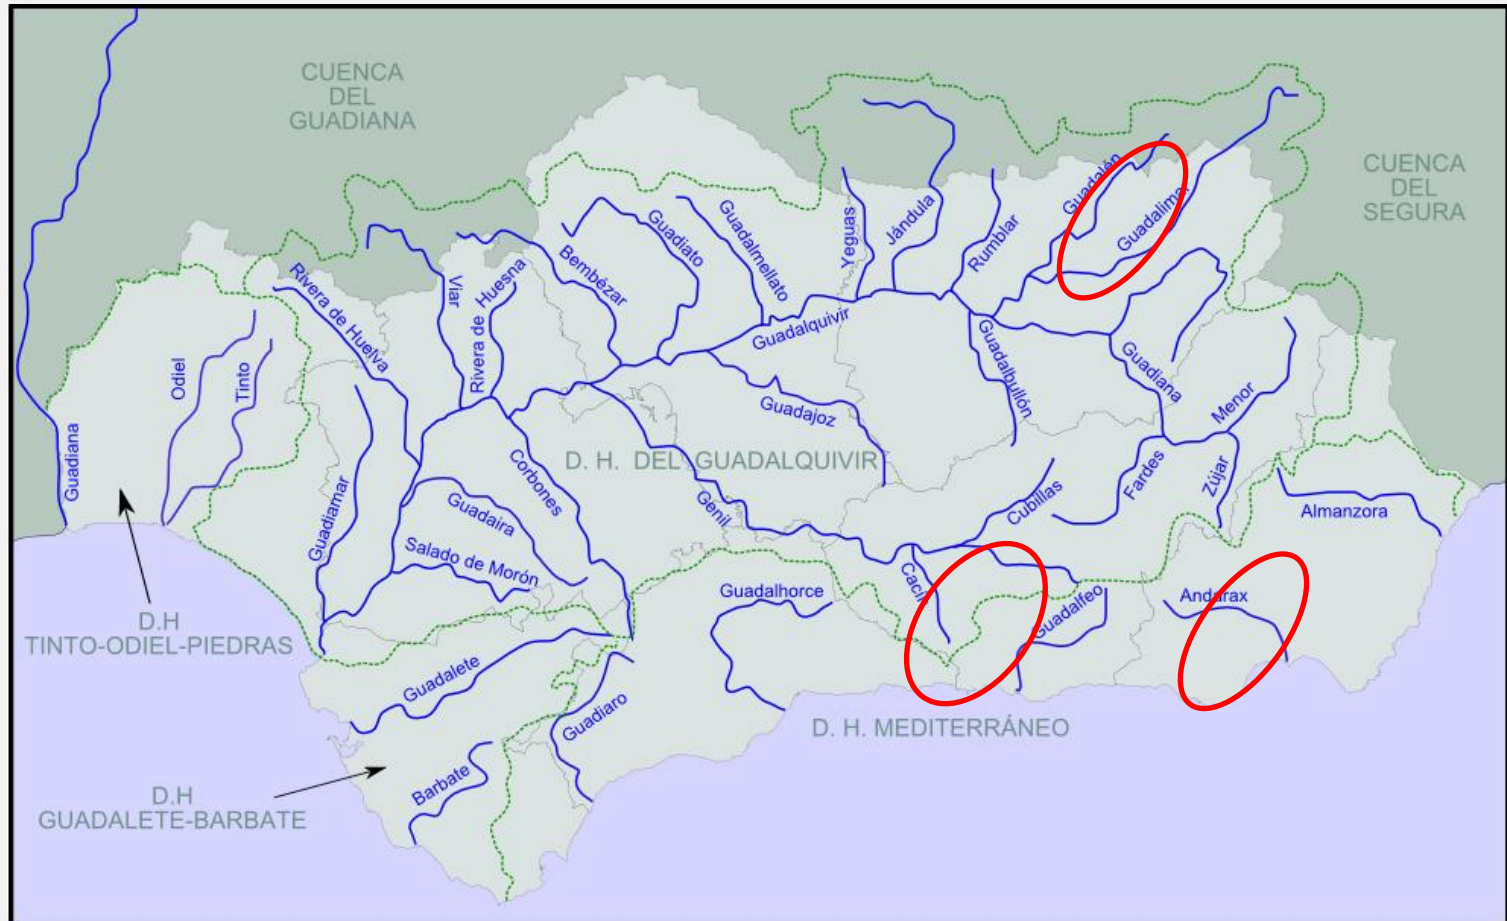 CUENCA
DEL
GUADIANA
CUENCA
DEL
SEGURA
Guadalén
Guadalimar
Yeguas
Jándula
Rumblar
Guadiato
Guadalmellato
Bembézar
Viar
Rivera de Huesna
Rivera de Huelva
Guadalquivir
Odiel
Tinto
Guadiana
Guadajoz
Guadalbullón
Guadiana
Menor
D. H. DEL GUADALQUIVIR
Corbones
Genil
Cubillas
Fardes
Zújar
Almanzora
Guadiamar
Guadaira
Salado de Morón
Cacín
Guadalhorce
Guadalfeo
Andarax
D.H
TINTO-ODIEL-PIEDRAS
Guadalete
Guadiaro
D. H. MEDITERRÁNEO
Barbate
D.H
GUADALETE-BARBATE